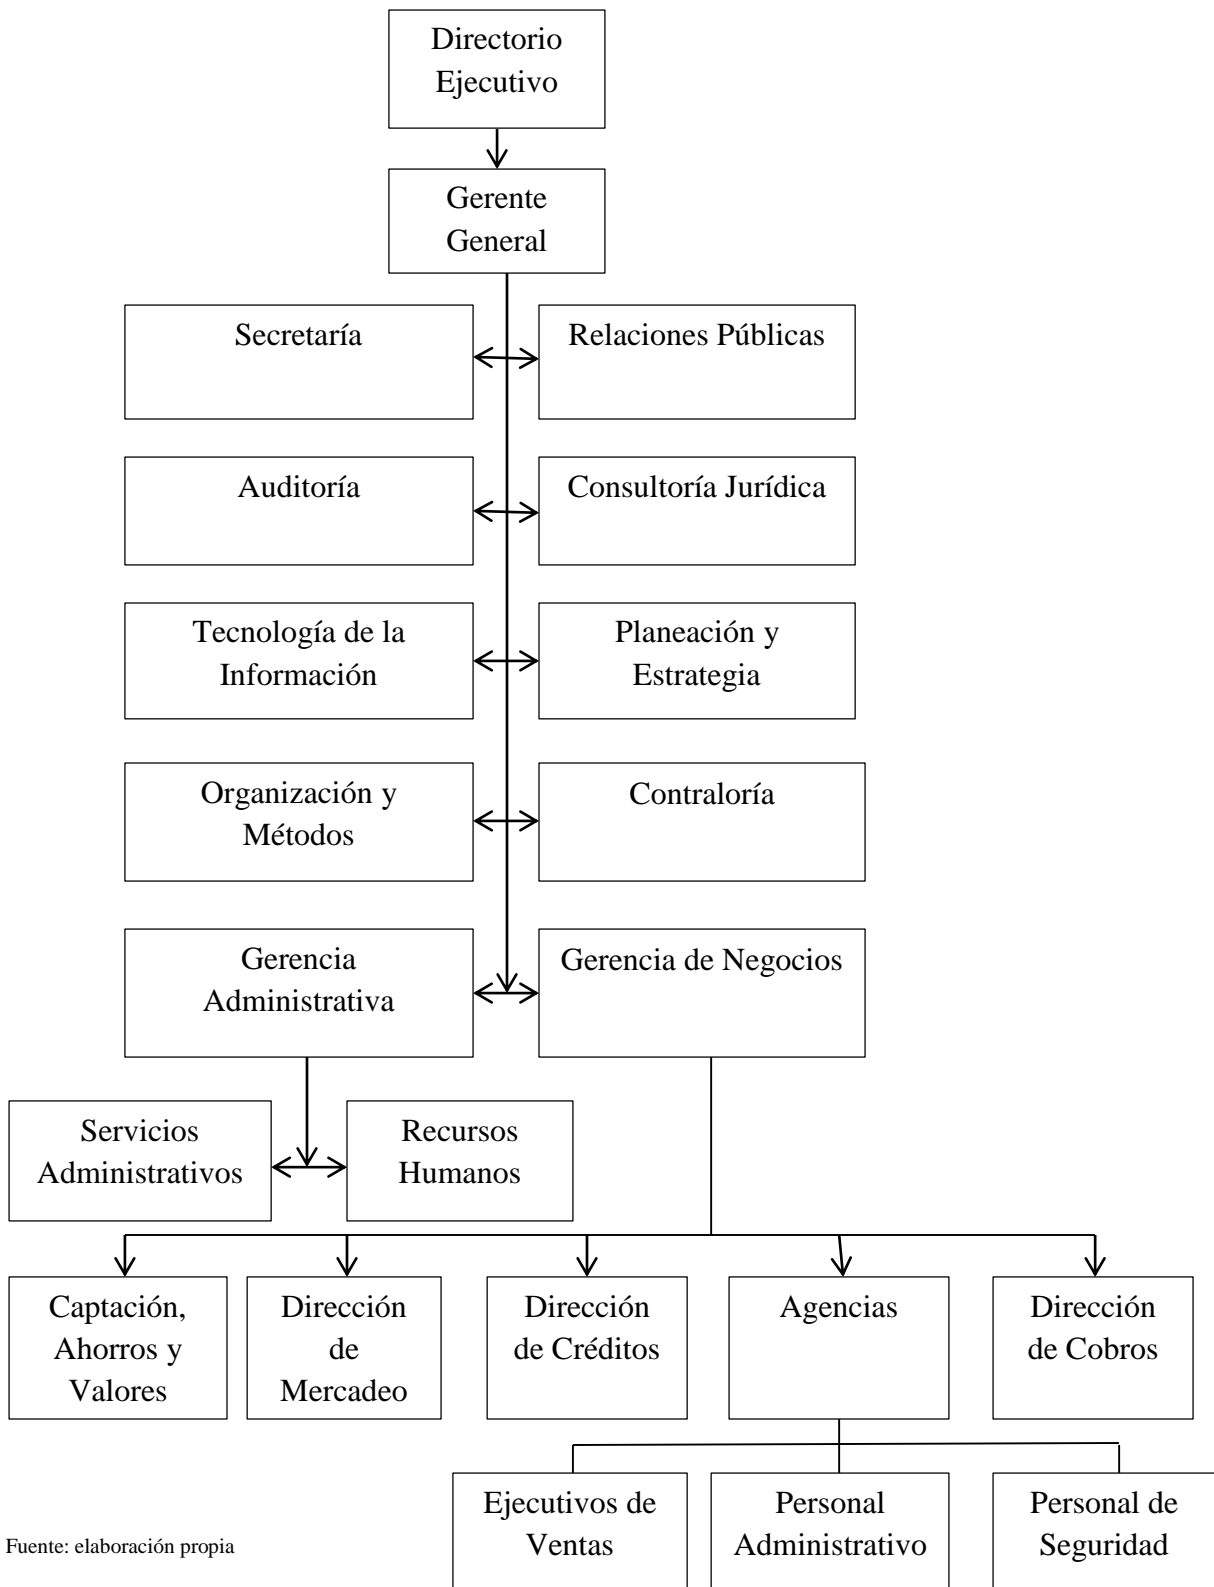 Directorio
Ejecutivo
Gerente
General
Secretaría
Relaciones Públicas
Auditoría
Consultoría Jurídica
Tecnología de la
Información
Planeación y
Estrategia
Organización y
Métodos
Contraloría
Gerencia
Administrativa
Gerencia de Negocios
Servicios
Administrativos
Recursos
Humanos
Captación,
Ahorros y
Valores
Dirección
de
Mercadeo
Dirección
de Créditos
Agencias
Dirección
de Cobros
Ejecutivos de
Ventas
Personal
Administrativo
Personal de
Seguridad
Fuente: elaboración propia